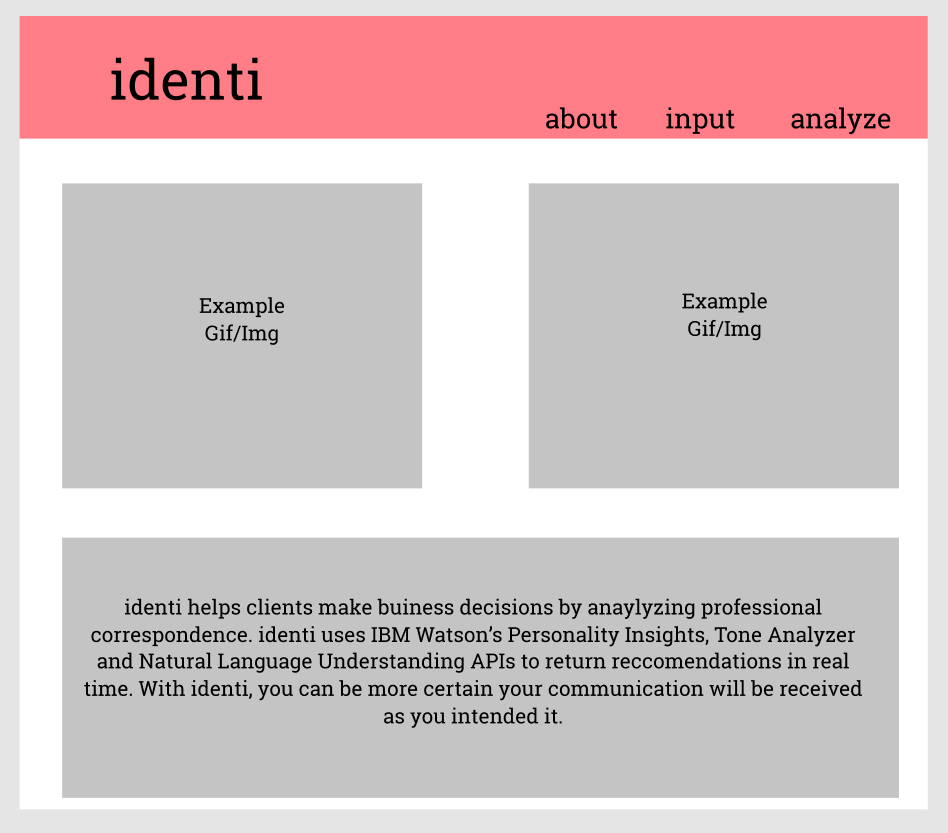 identi
about input analyze
Example
Gif/Img
Example
Gif/Img
identi helps clients make buiness decisions by anaylyzing professional
correspondence. identi uses IBM Watson’s Personality Insights, Tone Analyzer
and Natural Language Understanding APIs to return reccomendations in real
time. With identi, you can be more certain your communication will be received
as you intended it.